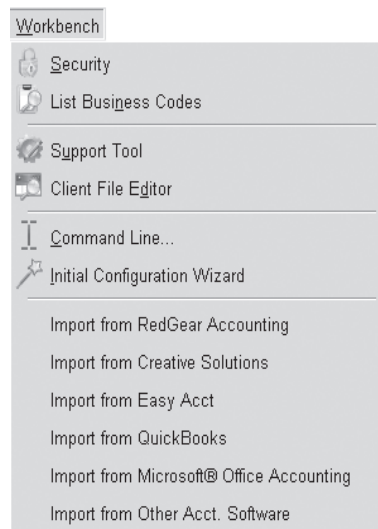 Workbench
Security
List Business Codes
Support Tool
Client File Editor
Command Line...
Initial Configuration Wizard
Import from RedGear Accounting
Import from Creative Solutions
Import from Easy Acct
Import from QuickBooks
Import from Microsoft® Office Accounting
Import from Other Acct. Software